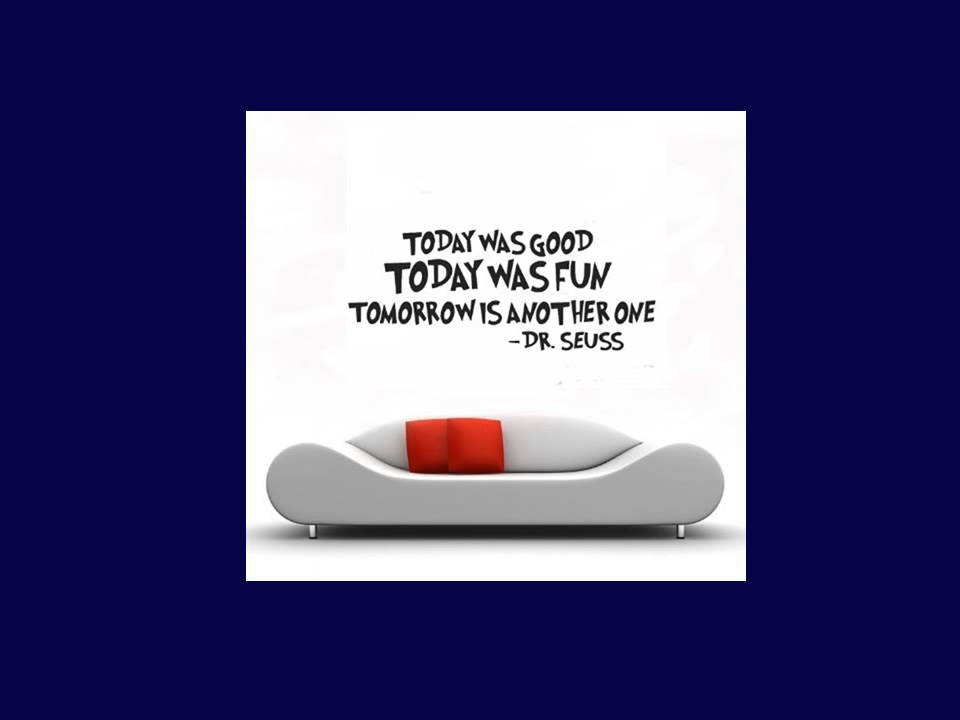 TODAY WAS GOOD
TODAY WAS FUN
TOMORROW IS ANOTHER ONE
-DR. SEUSS